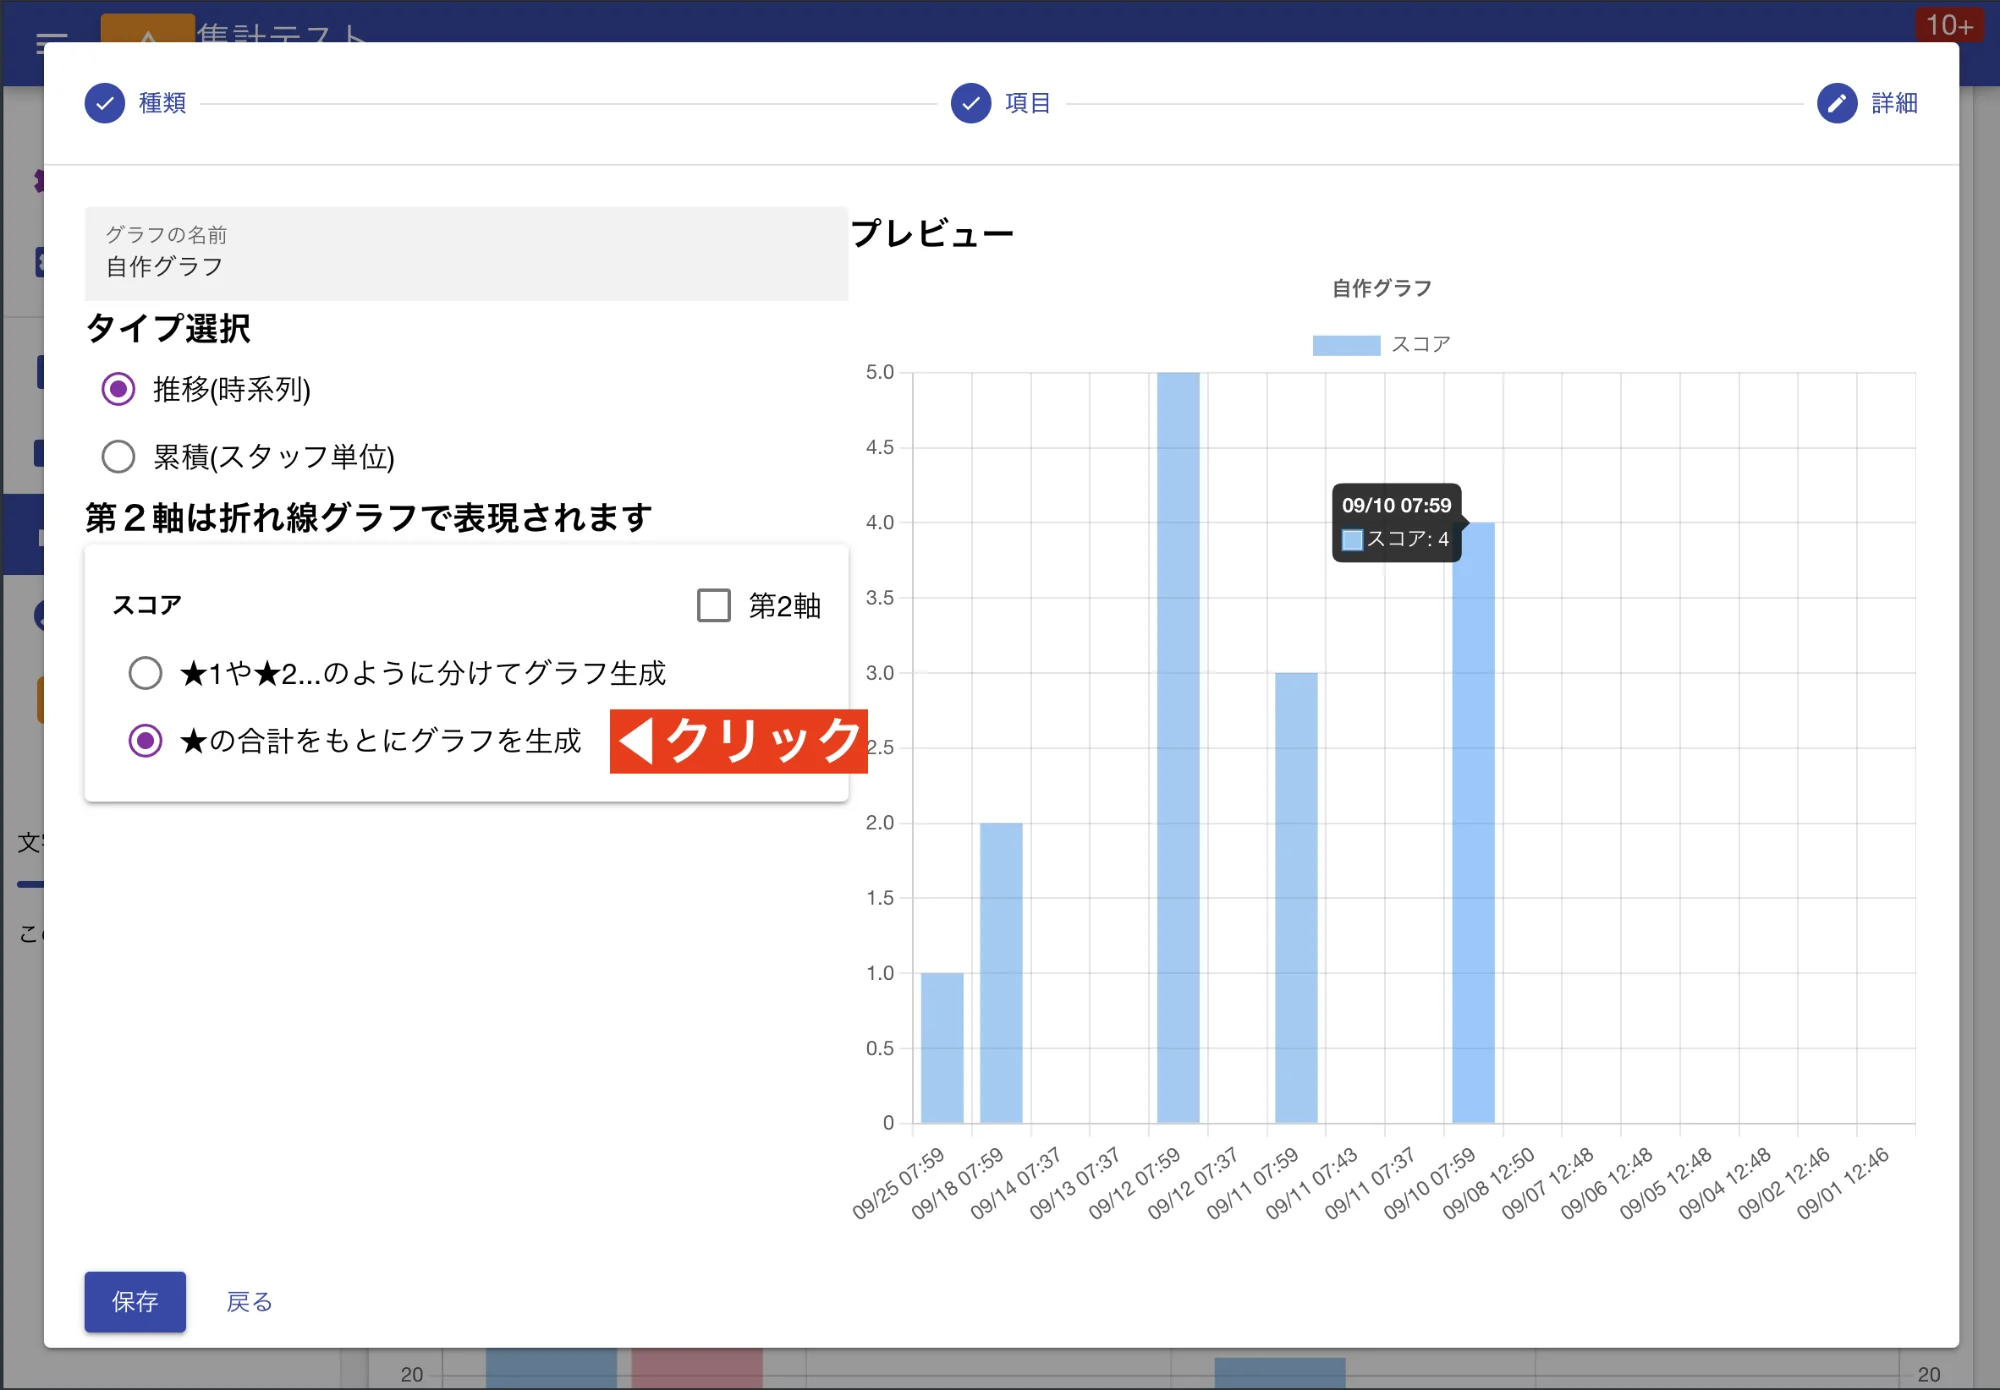 集計テスト
10+
種類
項目
詳細
グラフの名前
自作グラフ
タイプ選択
推移(時系列)
累積(スタッフ単位)
第２軸は折れ線グラフで表現されます
スコア
第2軸
★1や★2...のように分けてグラフ生成
★の合計をもとにグラフを生成
◀クリック
プレビュー
自作グラフ
スコア
5.0
4.5
4.0
3.5
3.0
2.5
2.0
1.5
1.0
0.5
0
09/10 07:59
スコア: 4
09/25 07:59
09/18 07:59
09/14 07:37
09/13 07:37
09/12 07:59
09/12 07:37
09/11 07:59
09/11 07:43
09/11 07:37
09/10 07:59
09/08 12:50
09/07 12:48
09/06 12:48
09/05 12:48
09/04 12:48
09/02 12:46
09/01 12:46
保存
戻る
20
20